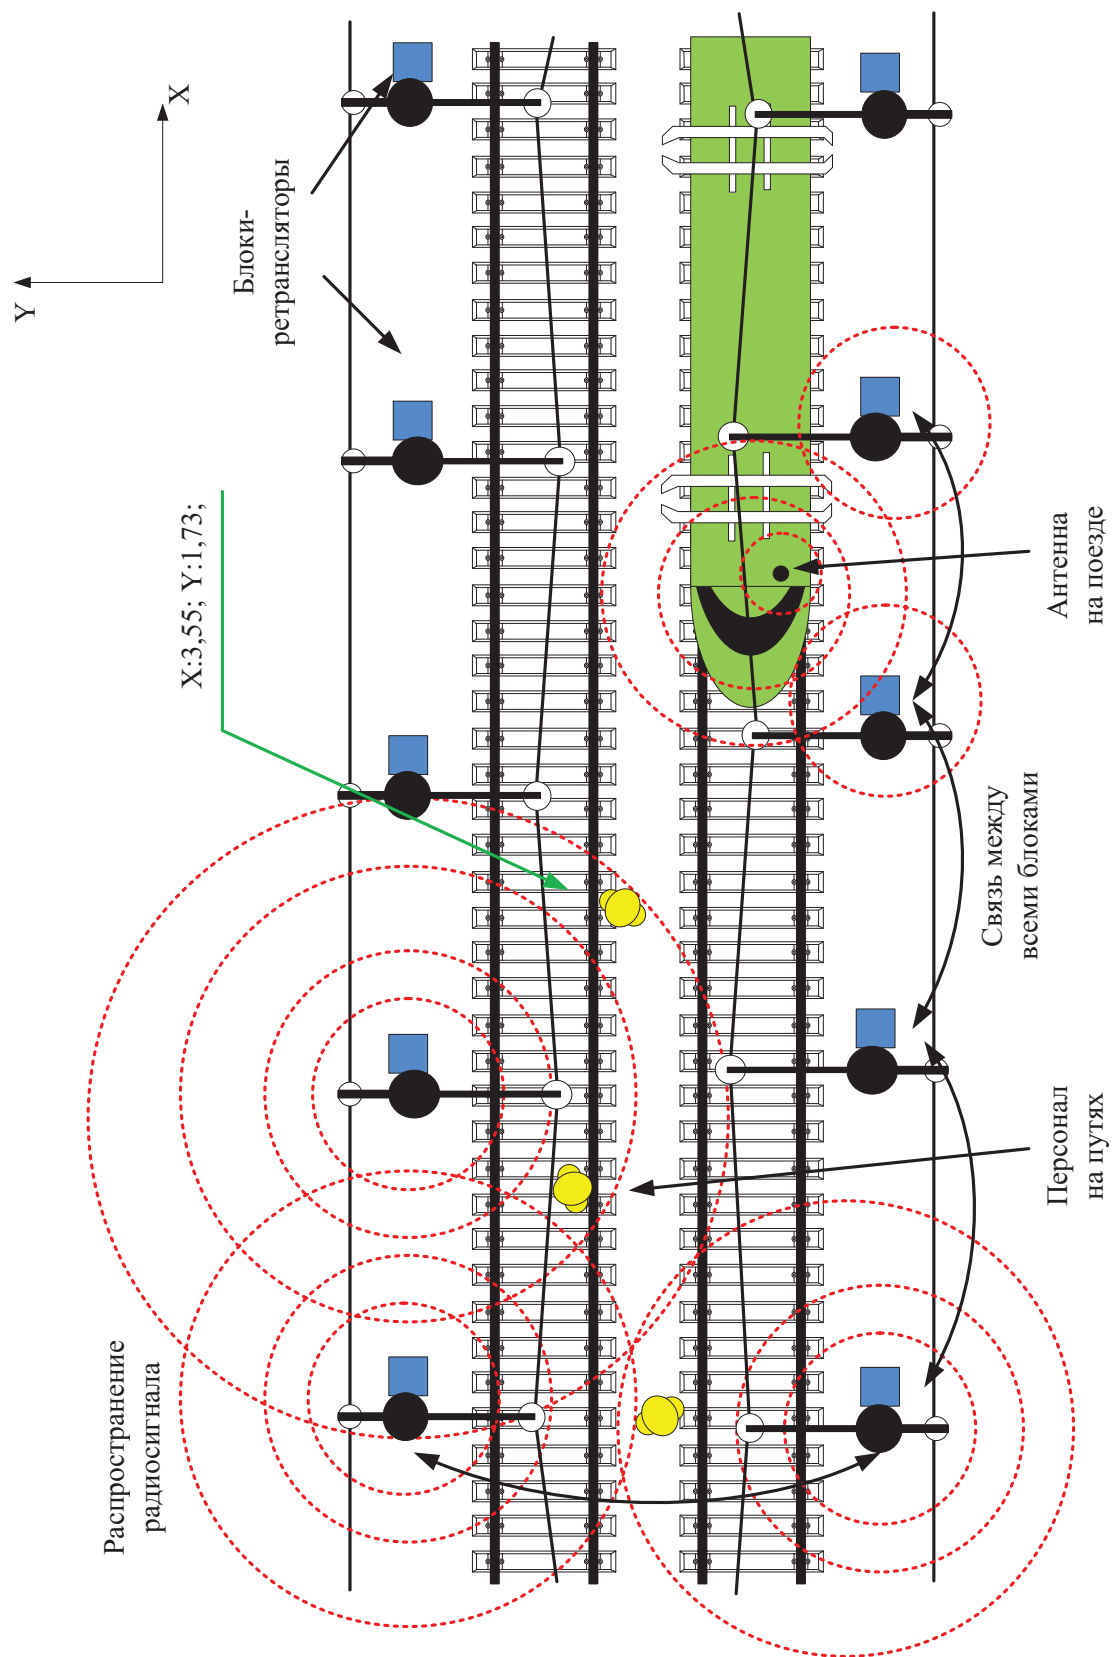 Y
X
Блоки-
ретрансляторы
X:3,55; Y:1,73;
Распространение
радиосигнала
Антенна
на поезде
Связь между
всеми блоками
Персонал
на путях